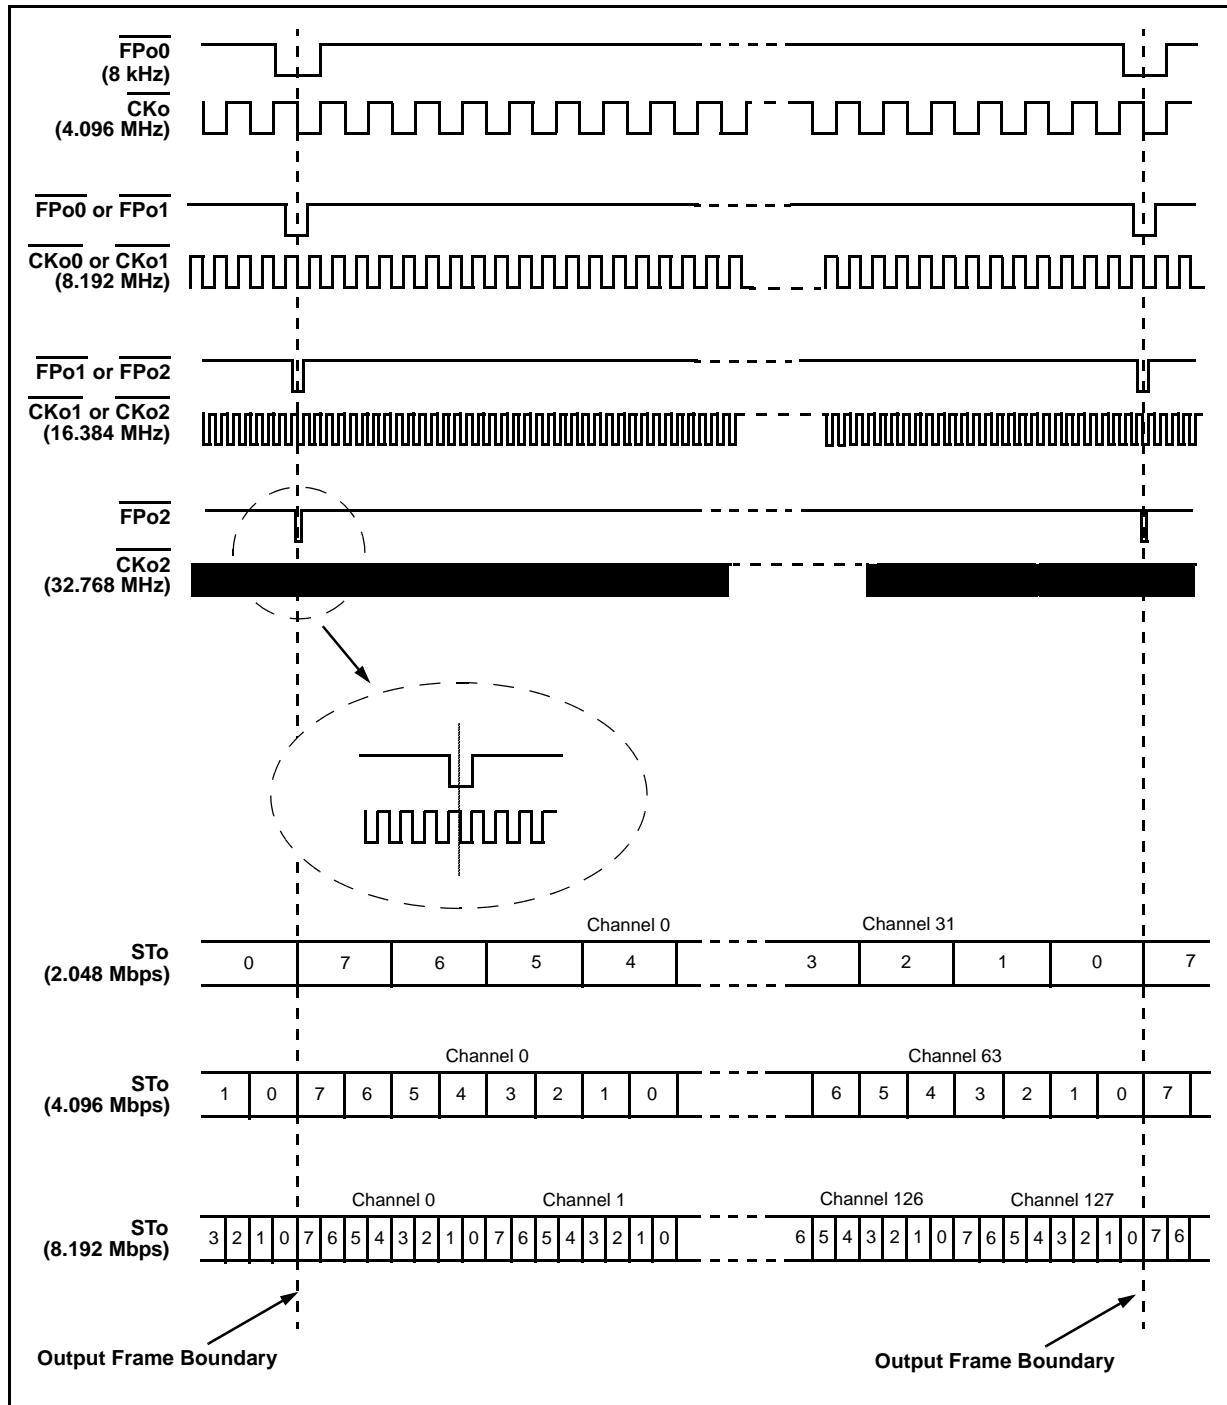 FPo0
(8 kHz)
CKo
(4.096 MHz)
FPo0 or FPo1
CKo0 or CKo1
(8.192 MHz)
FPo1 or FPo2
CKo1 or CKo2
(16.384 MHz)
FPo2
CKo2
(32.768 MHz)
Channel 0 Channel 31
STo
(2.048 Mbps)
0 7 6 5 4 3 2 1 0 7
Channel 0 Channel 63
STo
(4.096 Mbps)
1 0 7 6 5 4 3 2 1 0 6 5 4 3 2 1 0 7
Channel 0 Channel 1 Channel 126 Channel 127
STo
(8.192 Mbps)
3 2 1 0 7 6 5 4 3 2 1 0 7 6 5 4 3 2 1 0 6 5 4 3 2 1 0 7 6 5 4 3 2 1 0 7 6
Output Frame Boundary
Output Frame Boundary